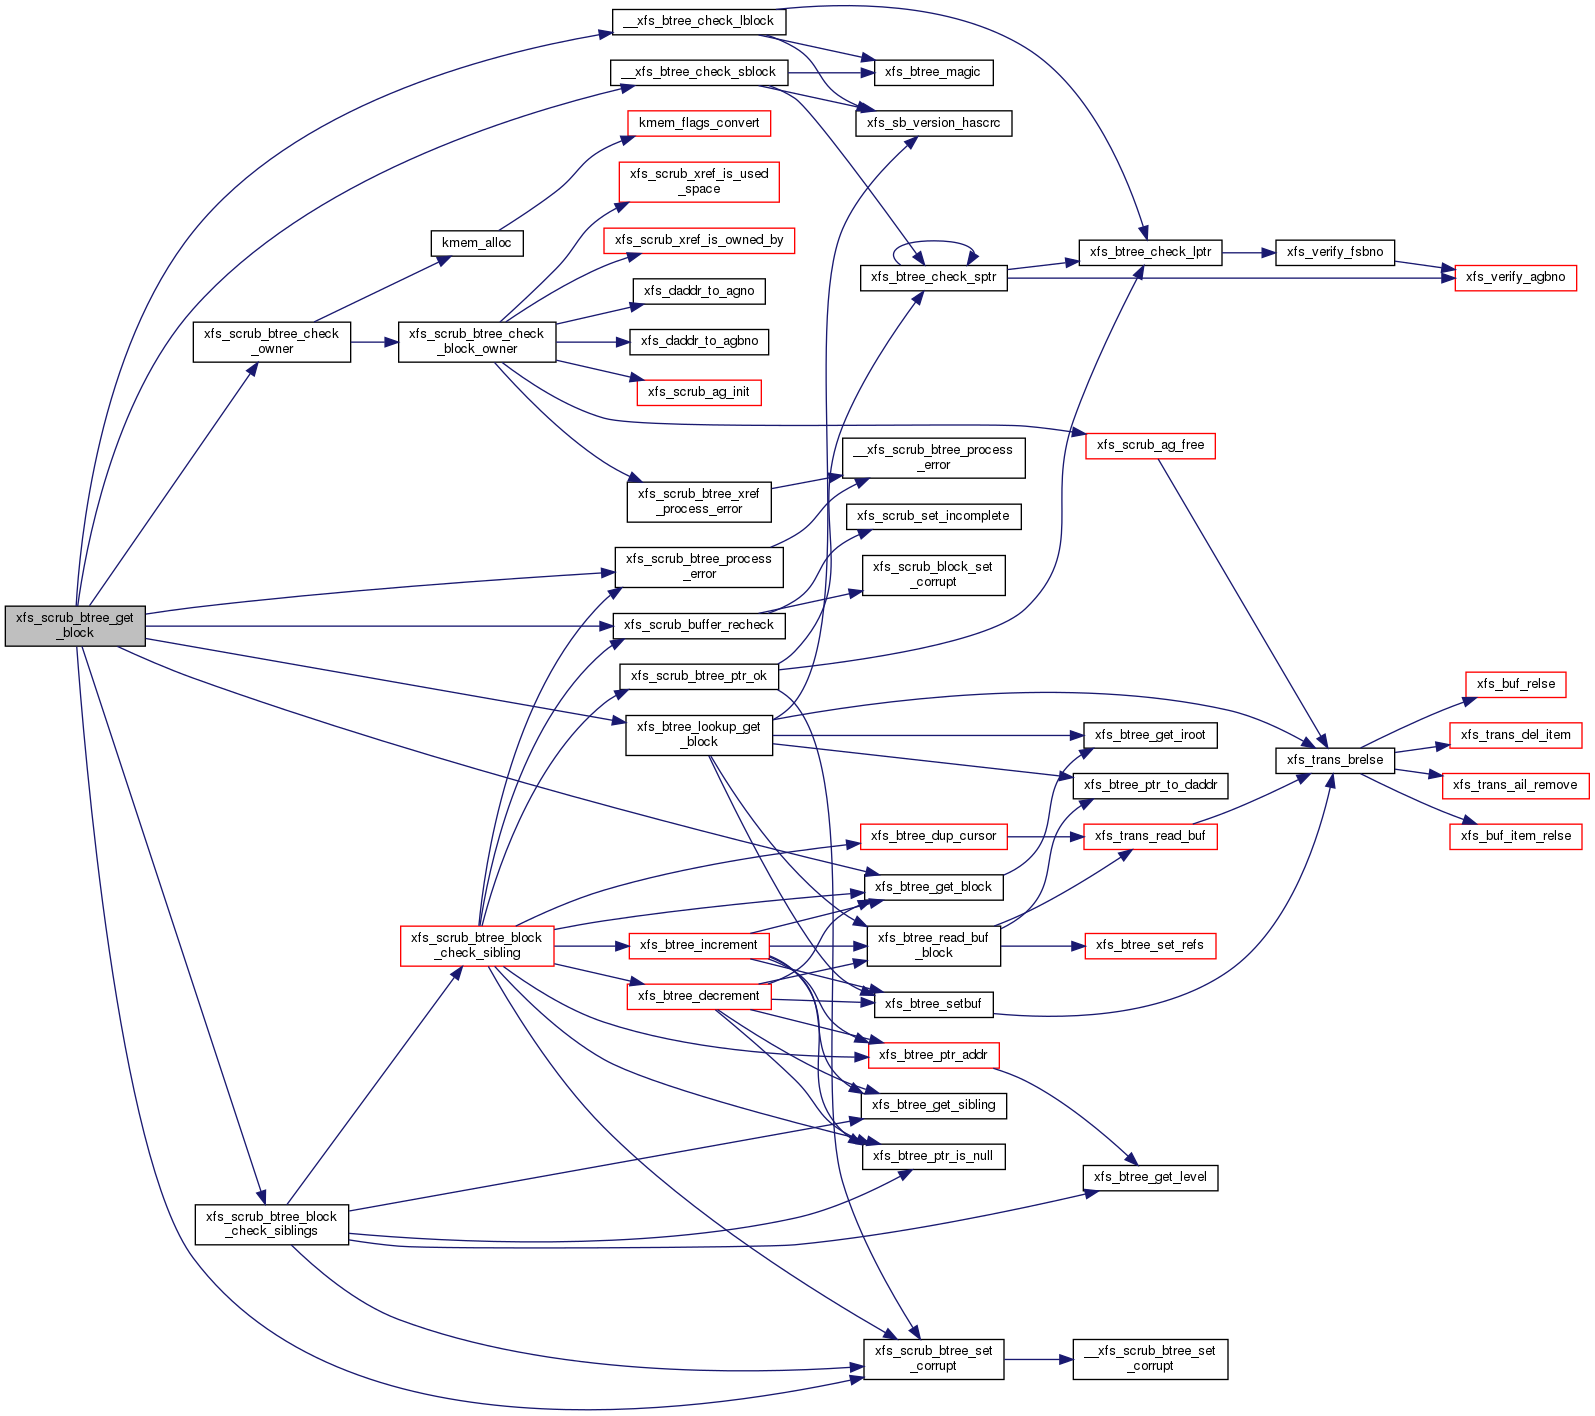 __xfs_btree_check_lblock
__xfs_btree_check_sblock
xfs_btree_magic
kmem_flags_convert
xfs_sb_version_hascrc
xfs_scrub_xref_is_used
_space
kmem_alloc
xfs_scrub_xref_is_owned_by
xfs_btree_check_sptr
xfs_btree_check_lptr
xfs_verify_fsbno
xfs_verify_agbno
xfs_daddr_to_agno
xfs_scrub_btree_check
_owner
xfs_scrub_btree_check
_block_owner
xfs_daddr_to_agbno
xfs_scrub_ag_init
xfs_scrub_ag_free
__xfs_scrub_btree_process
_error
xfs_scrub_btree_xref
_process_error
xfs_scrub_set_incomplete
xfs_scrub_btree_process
_error
xfs_scrub_block_set
_corrupt
xfs_scrub_btree_get
_block
xfs_scrub_buffer_recheck
xfs_scrub_btree_ptr_ok
xfs_buf_relse
xfs_btree_lookup_get
_block
xfs_btree_get_iroot
xfs_trans_del_item
xfs_trans_brelse
xfs_btree_ptr_to_daddr
xfs_trans_ail_remove
xfs_btree_dup_cursor
xfs_trans_read_buf
xfs_buf_item_relse
xfs_btree_get_block
xfs_scrub_btree_block
_check_sibling
xfs_btree_increment
xfs_btree_read_buf
_block
xfs_btree_set_refs
xfs_btree_decrement
xfs_btree_setbuf
xfs_btree_ptr_addr
xfs_btree_get_sibling
xfs_btree_ptr_is_null
xfs_btree_get_level
xfs_scrub_btree_block
_check_siblings
xfs_scrub_btree_set
_corrupt
__xfs_scrub_btree_set
_corrupt